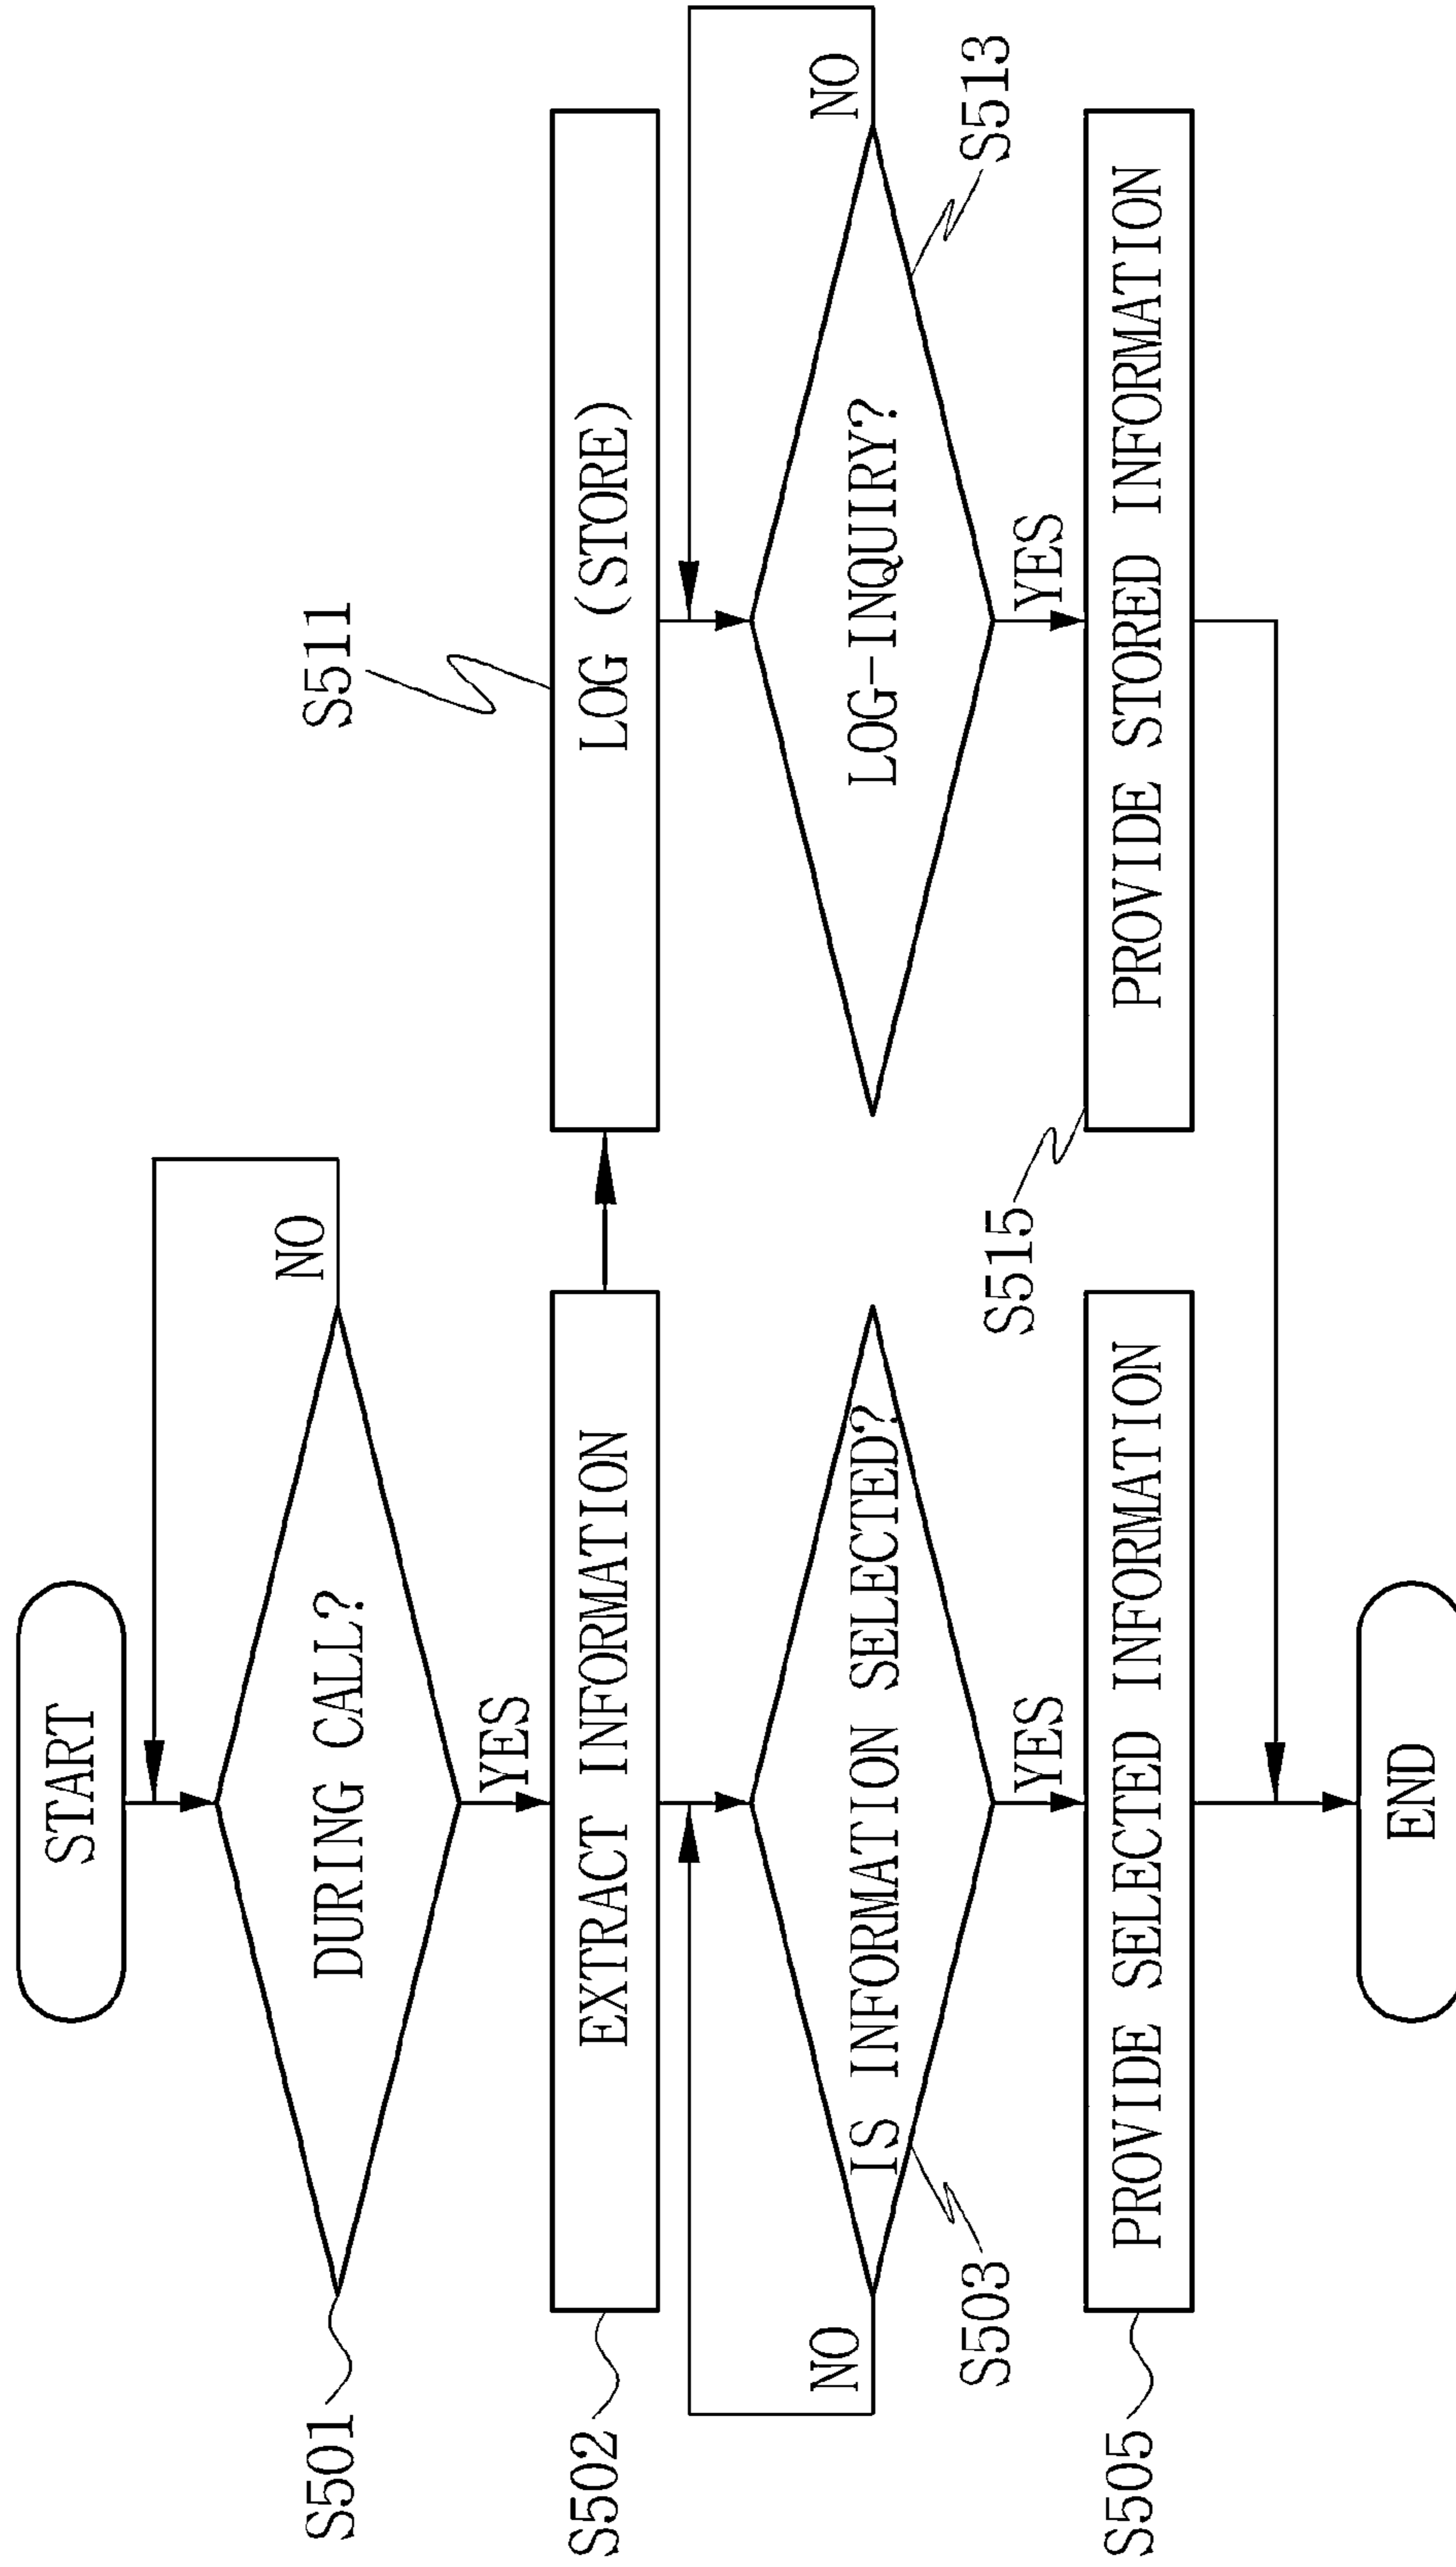 START
S501
DURING CALL?
NO
YES
S502
EXTRACT INFORMATION
S511
LOG (STORE)
NO
IS INFORMATION SELECTED?
S503
YES
LOG-INQUIRY?
NO
S513
YES
S505
PROVIDE SELECTED INFORMATION
S515
PROVIDE STORED INFORMATION
END